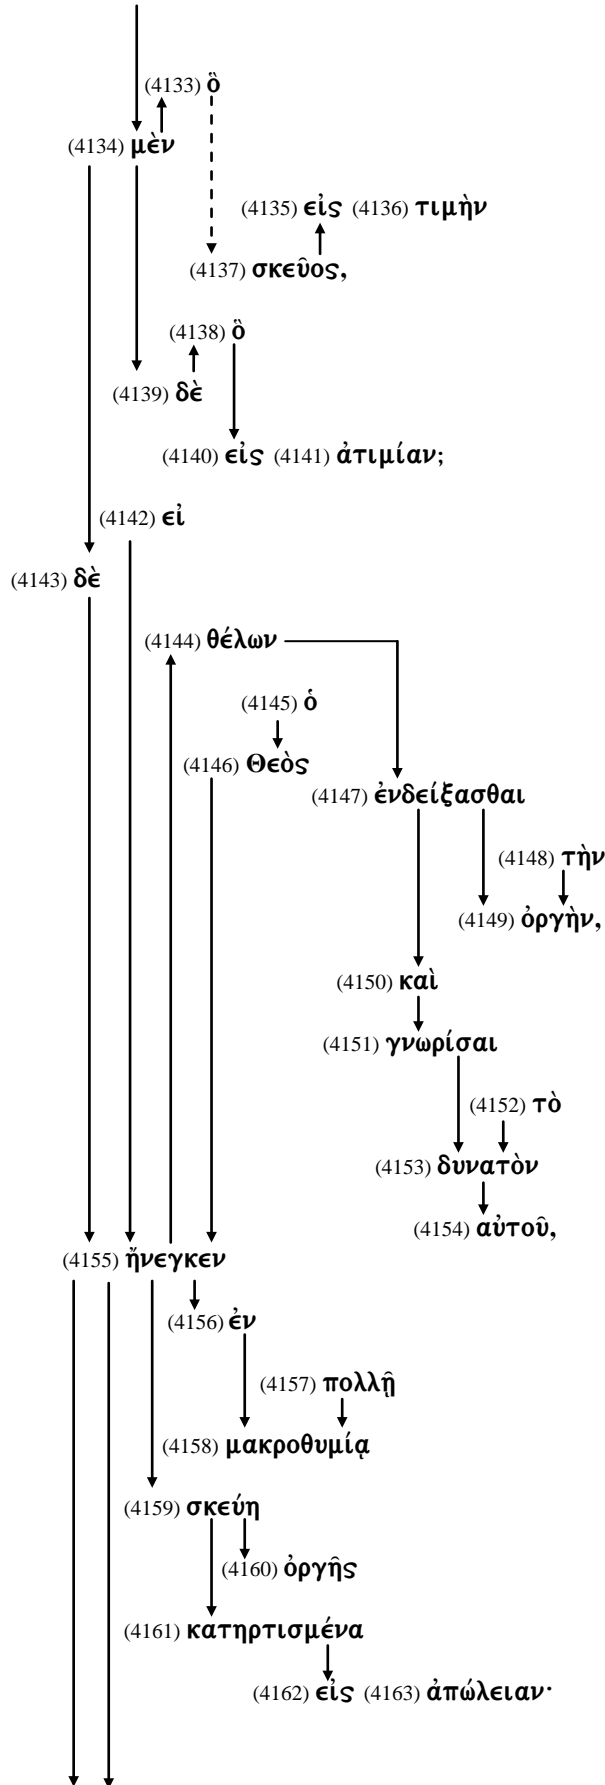 (4133) ὃ
(4134) μὲν
(4135) εἰς (4136) τιμὴν
(4137) σκεῦος,
(4138) ὃ
(4139) δὲ
(4140) εἰς (4141) ἀτιμίαν;
(4142) εἰ
(4143) δὲ
(4144) θέλων
(4145) ὁ
(4146) Θεὸς
(4147) ἐνδείξασθαι
(4148) τὴν
(4149) ὀργὴν,
(4150) καὶ
(4151) γνωρίσαι
(4152) τὸ
(4153) δυνατὸν
(4154) αὐτοῦ,
(4155) ἤνεγκεν
(4156) ἐν
(4157) πολλῇ
(4158) μακροθυμίᾳ
(4159) σκεύη
(4160) ὀργῆς
(4161) κατηρτισμένα
(4162) εἰς (4163) ἀπώλειαν·